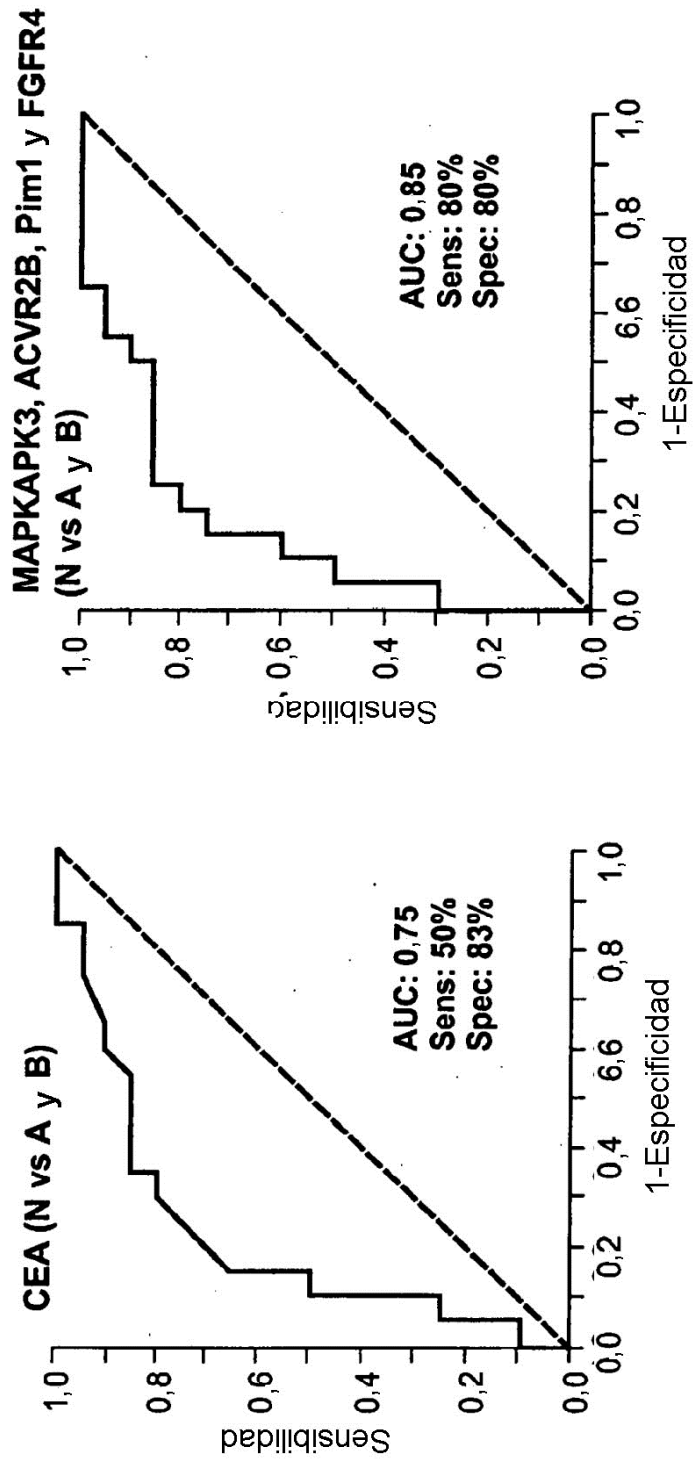 CEA (N vs A y B)
1,0
0,8
0,6
0,4
0,2
0,0
Sensibilidad
AUC: 0,75
Sens: 50%
Spec: 83%
0,0
0,2
0,4
6,6
0,8
1,0
1-Especificidad
MAPKAPK3, ACVR2B, Pim1 y FGFR4
(N vs A y B)
1,0
0,8
0,6
0,4
0,2
0,0
Sensibilidad
AUC: 0,85
Sens: 80%
Spec: 80%
0,0
0,2
0,4
6,6
0,8
1,0
1-Especificidad